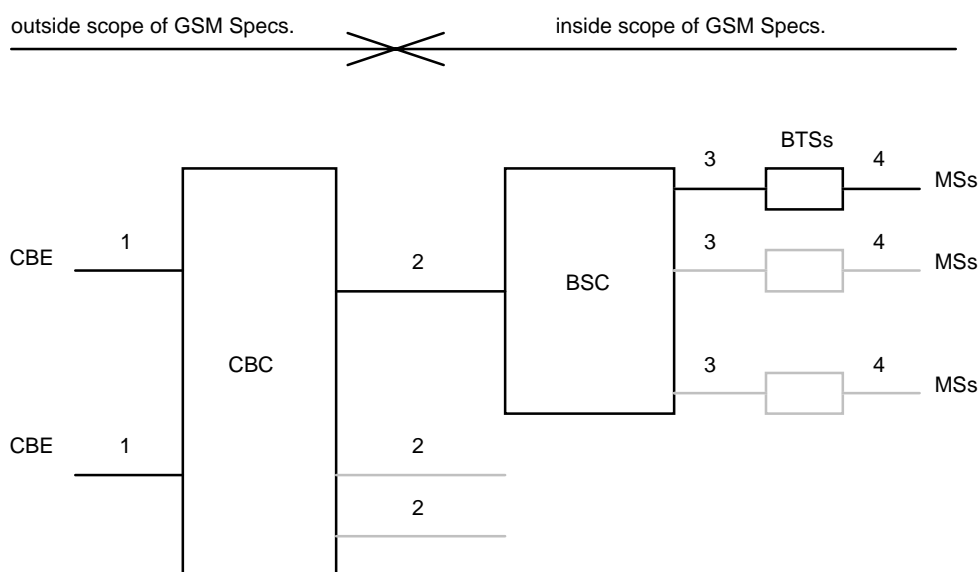 outside scope of GSM Specs.
inside scope of GSM Specs.
BTSs
3
4
MSs
CBE
1
2
BSC
3
4
MSs
CBC
3
4
MSs
CBE
1
2
2